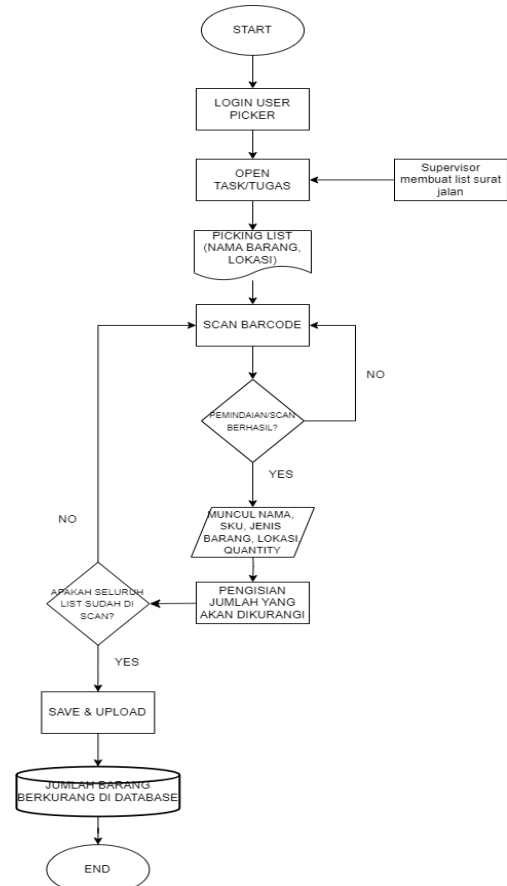 START
LOGIN USER
PICKER
OPEN
TASK/TUGAS
Supervisor
membuat list surat
jalan
PICKING LIST
(NAMA BARANG,
LOKASI)
SCAN BARCODE
NO
PEMINDAIAN/SCAN
BERHASIL?
YES
MUNCUL NAMA,
SKU, JENIS
BARANG, LOKASI
QUANTITY
NO
PENGISIAN
JUMLAH YANG
AKAN DIKURANGI
APAKAH SELURUH
LIST SUDAH DI
SCAN?
YES
SAVE & UPLOAD
JUMLAH BARANG
BERKURANG DI DATABASE
END